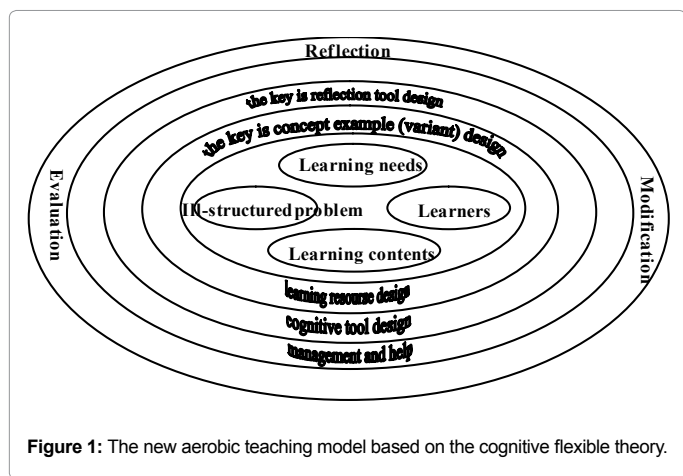 Reflection
the key is reflection tool design
the key is concept example (variant) design
Learning needs
Evaluation
Ill-structured problem
Learners
Modification
Learning contents
learning resourse design
cognitive tool design
management and help
Figure 1: The new aerobic teaching model based on the cognitive flexible theory.